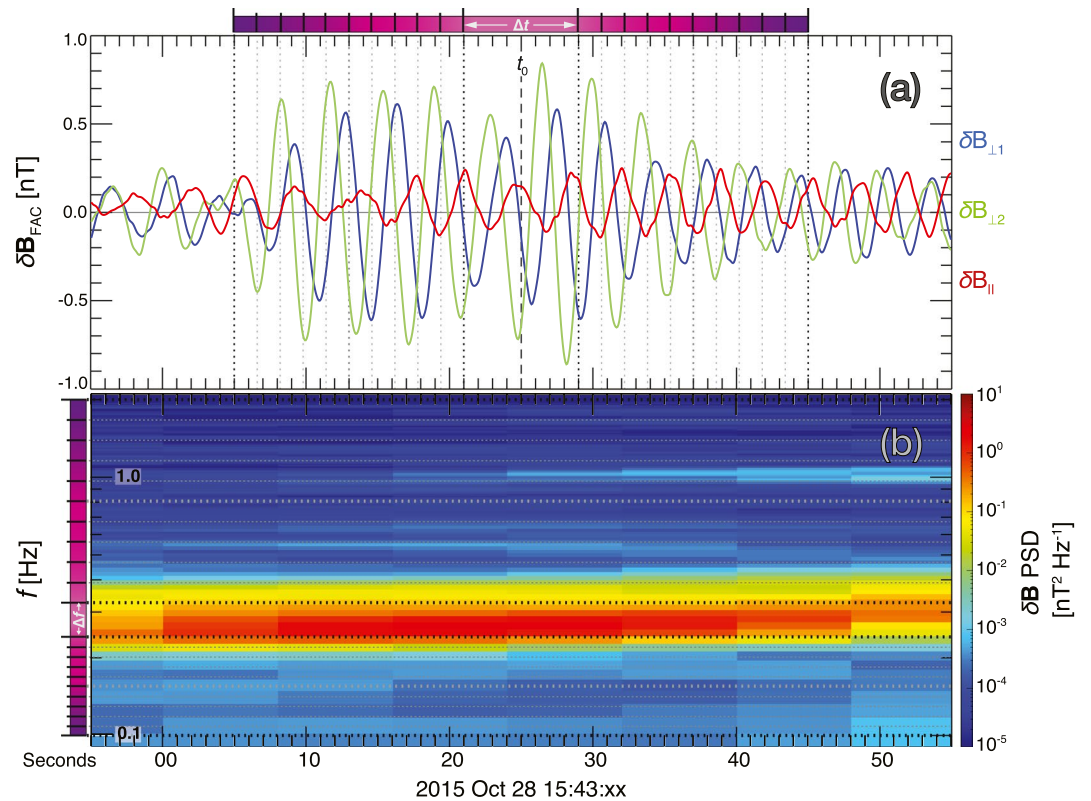 Δt
1.0
0.5
0.0
-0.5
-1.0
δB FAC [nT]
t0
(a)
δB⊥1
δB⊥2
δB||
(b)
1.0
0.1
f [Hz]
Δf
10^1
10^0
10^-1
10^-2
10^-3
10^-4
10^-5
δB PSD
[nT² Hz⁻¹]
Seconds 00 10 20 30 40 50
2015 Oct 28 15:43:xx